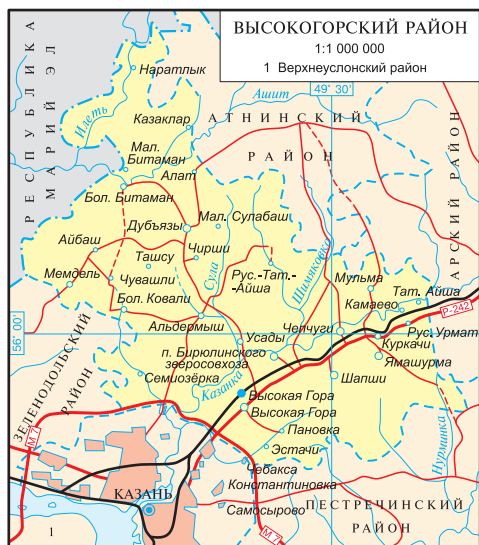 ВЫСОКОГОРСКИЙ РАЙОН
1:1 000 000
1 Верхнеуслонский район
49° 30'
РЕСПУБЛИКА
МАРИЙ ЭЛ
Наратлык
Илеть
Ашит
Казаклар
АТНИНСКИЙ
РАЙОН
АРСКИЙ РАЙОН
Мал.
Битаман
Алат
Бол. Битаман
Дубъязы
Мал. Сулабаш
Айбаш
Чирши
Ташсу
Сула
Рус.-Тат.-
Айша
Шимяковка
Мемдель
Чувашли
Бол. Ковали
Мульма
Тат. Айша
Камаево
Р-242
56° 00'
Альдермыш
Усады
Чепчуги
Рус. Урмат
Куркачи
п. Бирюлинского
зверосовхоза
Ямашурма
Семиозёрка
Казанка
Шапши
ЗЕЛЕНОДОЛЬСКИЙ
РАЙОН
Высокая Гора
Высокая Гора
Пановка
Эстачи
Нурминка
М 7
Чебакса
КАЗАНЬ
Константиновка
Самосырово
ПЕСТРЕЧИНСКИЙ
РАЙОН
М 7
1